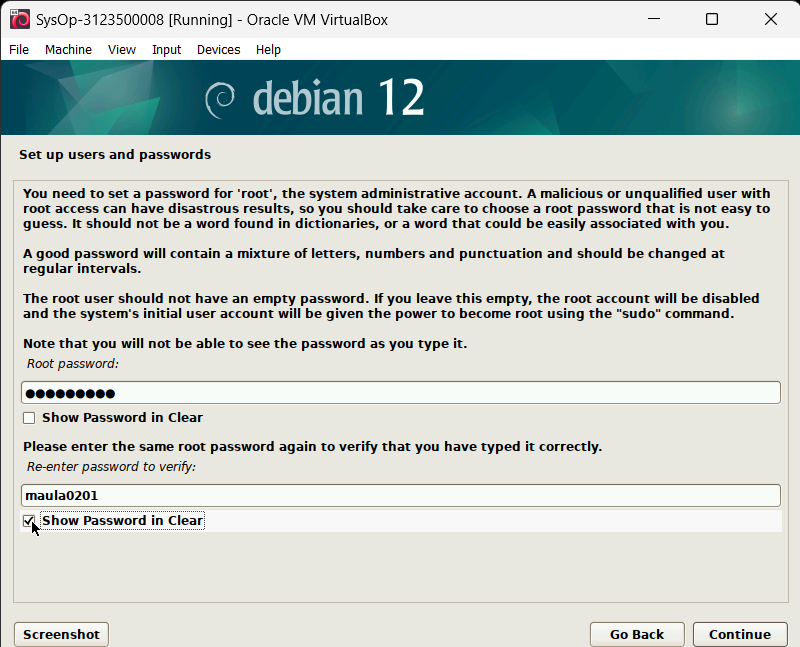 SysOp-3123500008 [Running] - Oracle VM VirtualBox
File Machine View Input Devices Help
debian 12
Set up users and passwords
You need to set a password for 'root', the system administrative account. A malicious or unqualified user with
root access can have disastrous results, so you should take care to choose a root password that is not easy to
guess. It should not be a word found in dictionaries, or a word that could be easily associated with you.
A good password will contain a mixture of letters, numbers and punctuation and should be changed at
regular intervals.
The root user should not have an empty password. If you leave this empty, the root account will be disabled
and the system's initial user account will be given the power to become root using the "sudo" command.
Note that you will not be able to see the password as you type it.
Root password:
●●●●●●●●●
Show Password in Clear
Please enter the same root password again to verify that you have typed it correctly.
Re-enter password to verify:
maula0201
Show Password in Clear
Screenshot Go Back Continue